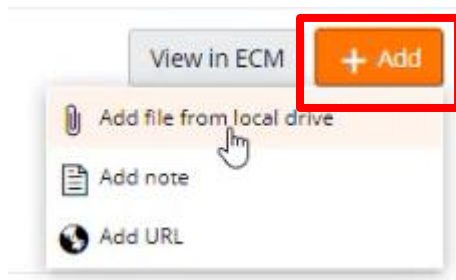 View in ECM + Add
Add file from local drive
Add note
Add URL